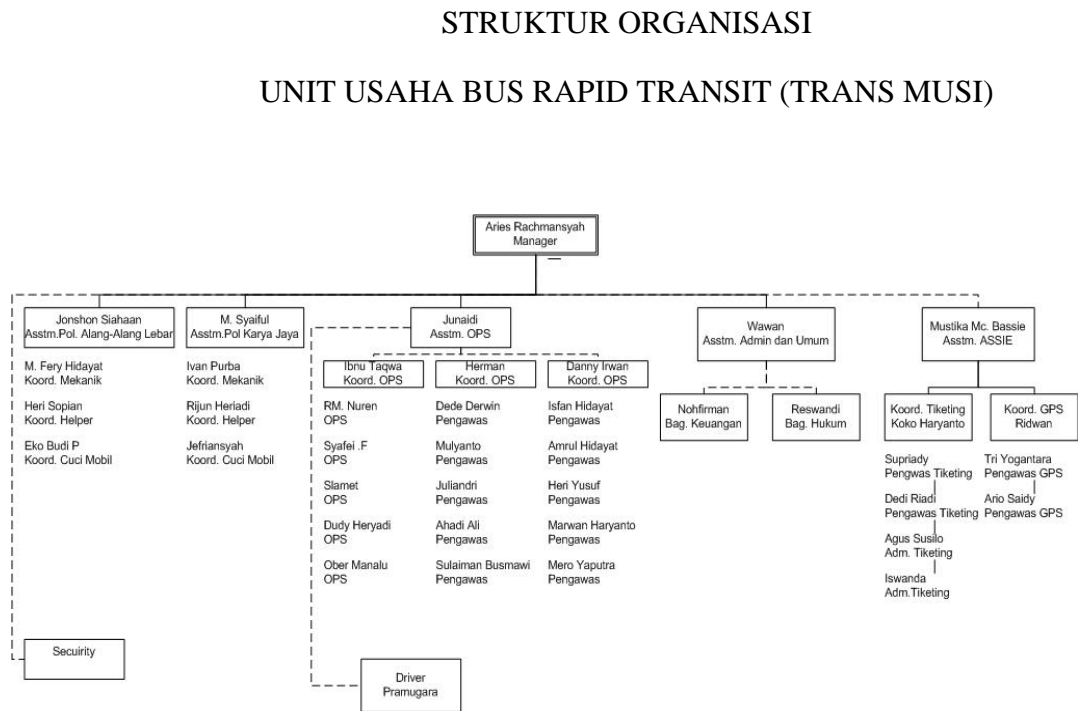 STRUKTUR ORGANISASI
UNIT USAHA BUS RAPID TRANSIT (TRANS MUSI)
Aries Rachmansyah
Manager
Jonshon Siahaan
Asstm.Pol. Alang-Alang Lebar
M. Fery Hidayat
Koord. Mekanik
Heri Sopian
Koord. Helper
Eko Budi P
Koord. Cuci Mobil
M. Syaiful
Asstm.Pol Karya Jaya
Ivan Purba
Koord. Mekanik
Rijun Heriadi
Koord. Helper
Jefriansyah
Koord. Cuci Mobil
Junaidi
Asstm. OPS
Ibnu Taqwa
Koord. OPS
RM. Nuren
OPS
Syafei .F
OPS
Slamet
OPS
Dudy Heryadi
OPS
Ober Manalu
OPS
Herman
Koord. OPS
Dede Derwin
Pengawas
Mulyanto
Pengawas
Juliandri
Pengawas
Ahadi Ali
Pengawas
Sulaiman Busmawi
Pengawas
Danny Irwan
Koord. OPS
Isfan Hidayat
Pengawas
Amrul Hidayat
Pengawas
Heri Yusuf
Pengawas
Marwan Haryanto
Pengawas
Mero Yaputra
Pengawas
Wawan
Asstm. Admin dan Umum
Nohfirman
Bag. Keuangan
Reswandi
Bag. Hukum
Mustika Mc. Bassie
Asstm. ASSIE
Koord. Tiketing
Koko Haryanto
Supriady
Pengwas Tiketing
Dedi Riadi
Pengawas Tiketing
Agus Susilo
Adm. Tiketing
Iswanda
Adm.Tiketing
Koord. GPS
Ridwan
Tri Yogantara
Pengawas GPS
Ario Saidy
Pengawas GPS
Secuirity
Driver
Pramugara